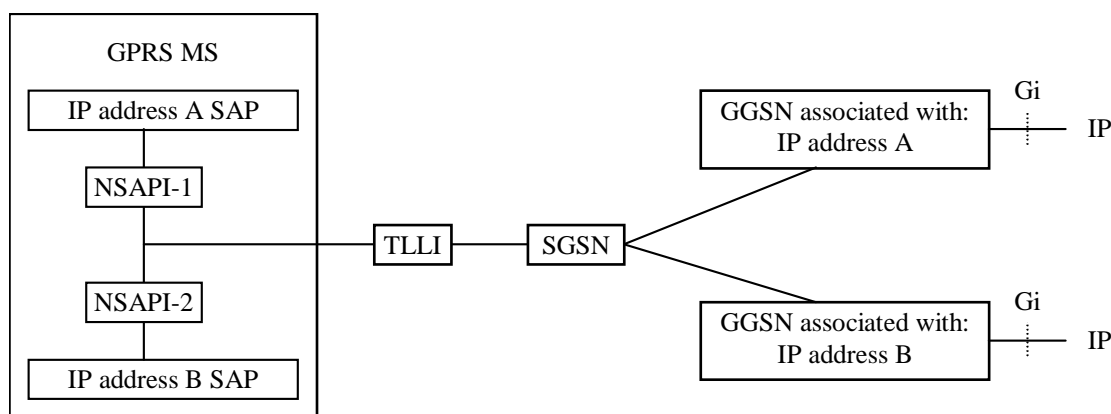 GPRS MS
IP address A SAP
NSAPI-1
NSAPI-2
IP address B SAP
TLLI
SGSN
GGSN associated with:
IP address A
Gi
IP
GGSN associated with:
IP address B
Gi
IP